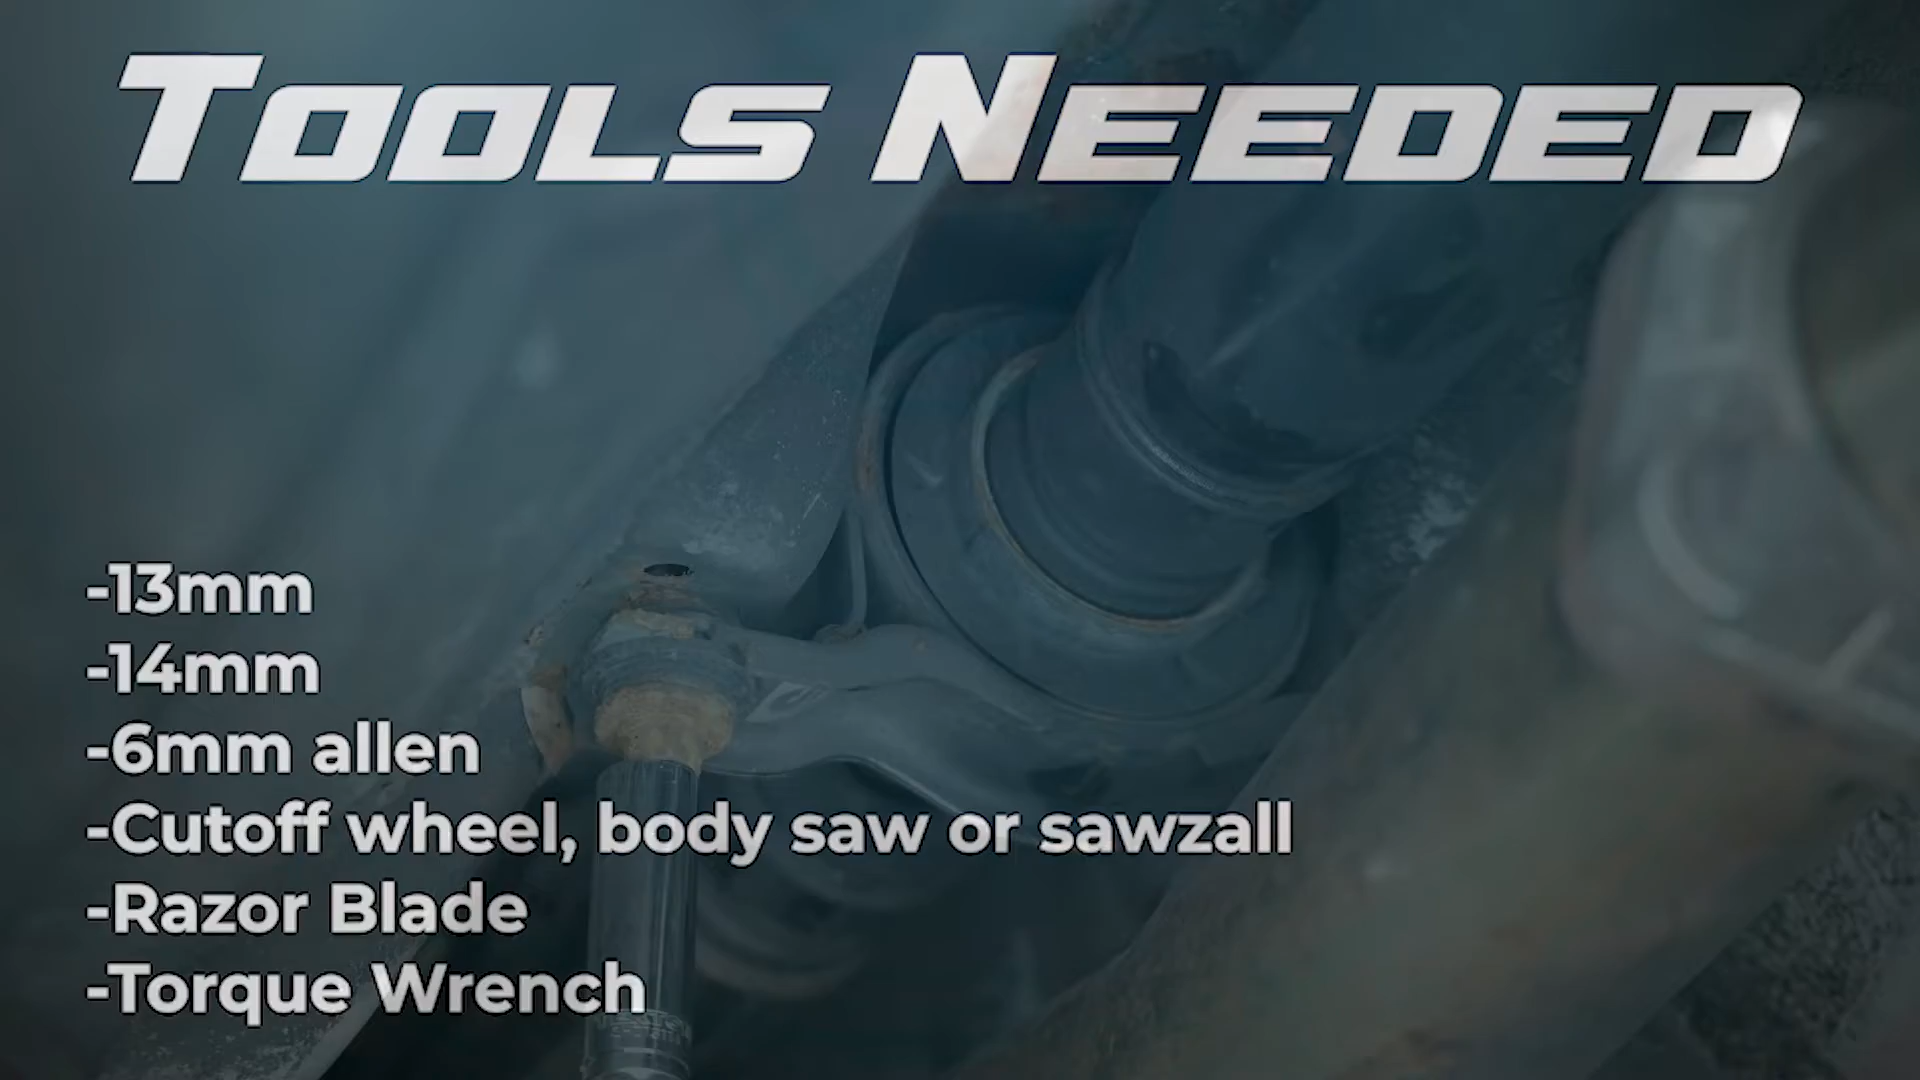 Tools Needed
-13mm
-14mm
-6mm allen
-Cutoff wheel, body saw or sawzall
-Razor Blade
-Torque Wrench